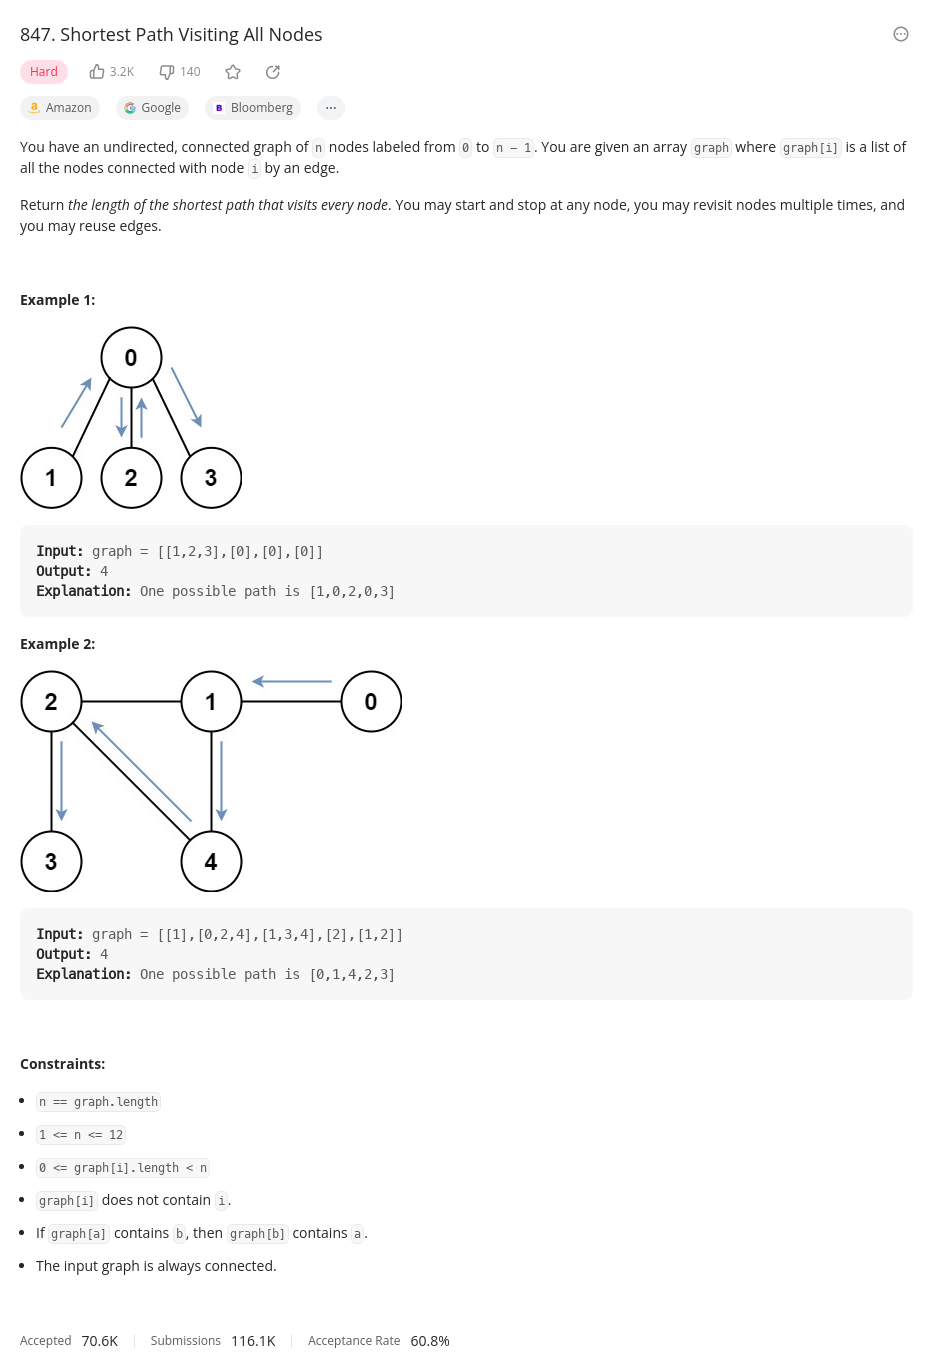 847. Shortest Path Visiting All Nodes
Hard 3.2K 140
Amazon Google Bloomberg ...
You have an undirected, connected graph of n nodes labeled from 0 to n - 1. You are given an array graph where graph[i] is a list of
all the nodes connected with node i by an edge.
Return the length of the shortest path that visits every node. You may start and stop at any node, you may revisit nodes multiple times, and
you may reuse edges.
Example 1:
0
1 2 3
Input: graph = [[1,2,3],[0],[0],[0]]
Output: 4
Explanation: One possible path is [1,0,2,0,3]
Example 2:
2 1 0
3 4
Input: graph = [[1],[0,2,4],[1,3,4],[2],[1,2]]
Output: 4
Explanation: One possible path is [0,1,4,2,3]
Constraints:
n == graph.length
1 <= n <= 12
0 <= graph[i].length < n
graph[i] does not contain i.
If graph[a] contains b, then graph[b] contains a.
The input graph is always connected.
Accepted 70.6K Submissions 116.1K Acceptance Rate 60.8%